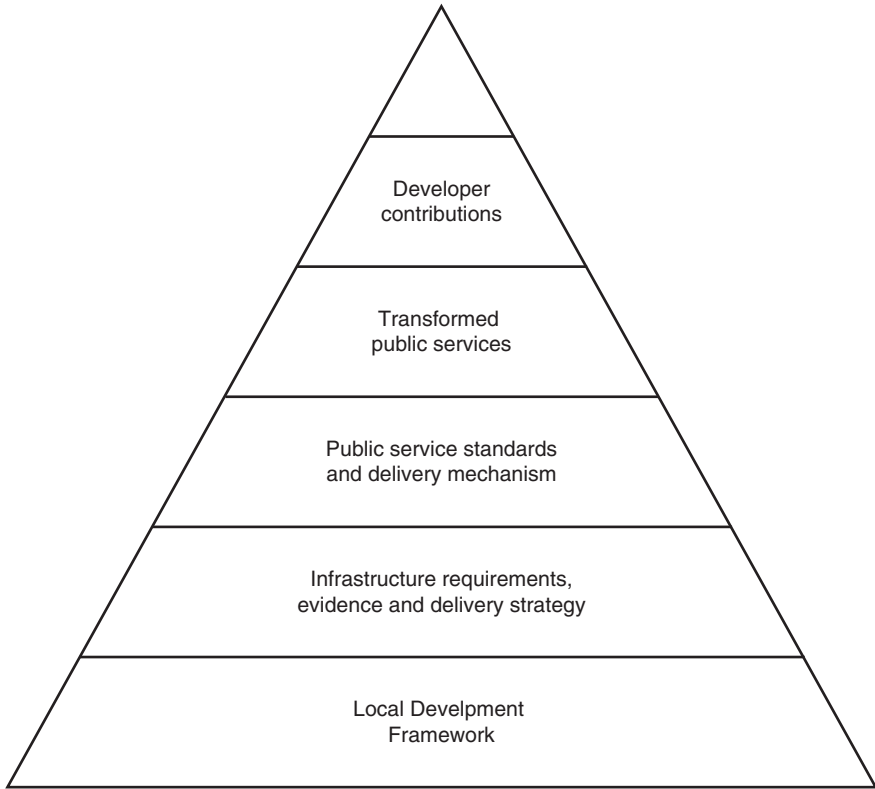 Developer
contributions
Transformed
public services
Public service standards
and delivery mechanism
Infrastructure requirements,
evidence and delivery strategy
Local Develpment
Framework